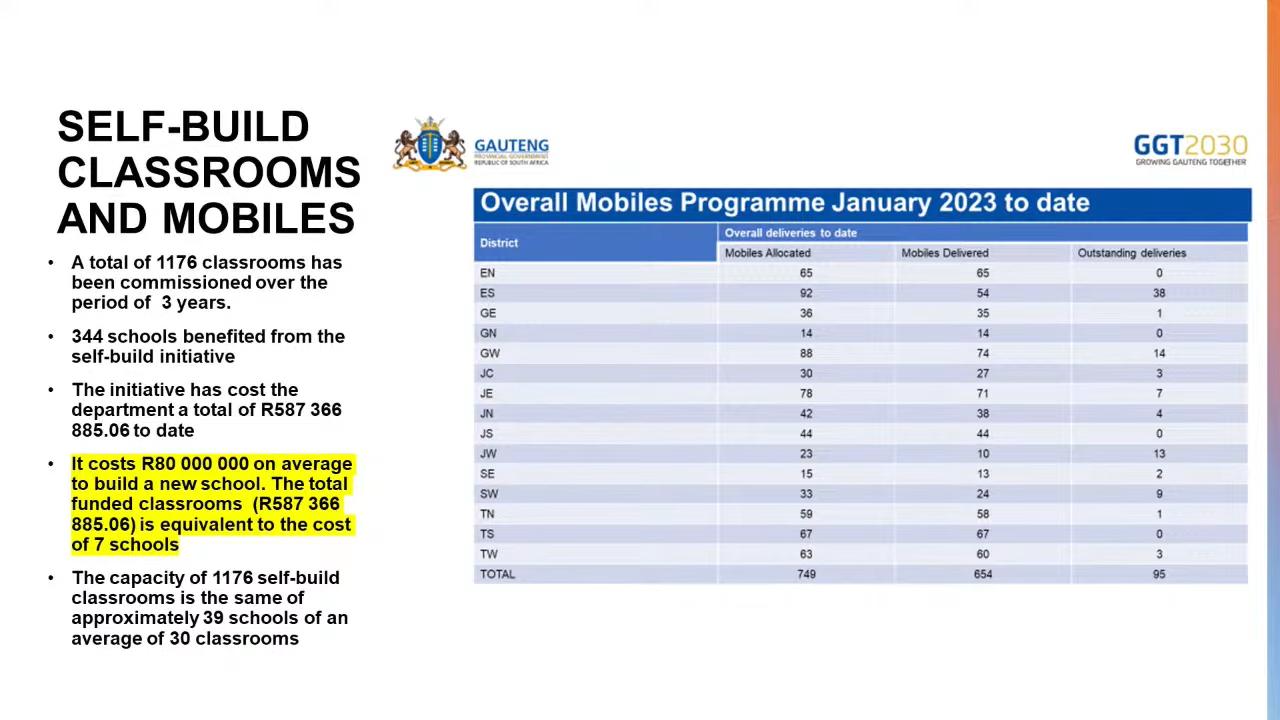 SELF-BUILD
CLASSROOMS
AND MOBILES
• A total of 1176 classrooms has
been commissioned over the
period of 3 years.
• 344 schools benefited from the
self-build initiative
• The initiative has cost the
department a total of R587 366
885.06 to date
• It costs R80 000 000 on average
to build a new school. The total
funded classrooms (R587 366
885.06) is equivalent to the cost
of 7 schools
• The capacity of 1176 self-build
classrooms is the same of
approximately 39 schools of an
average of 30 classrooms
GAUTENG
PROVINCIAL GOVERNMENT
REPUBLIC OF SOUTH AFRICA
GGT2030
GROWING GAUTENG TOGETHER
Overall Mobiles Programme January 2023 to date
District Overall deliveries to date
Mobiles Allocated Mobiles Delivered Outstanding deliveries
EN 65 65 0
ES 92 54 38
GE 36 35 1
GN 14 14 0
GW 88 74 14
JC 30 27 3
JE 78 71 7
JN 42 38 4
JS 44 44 0
JW 23 10 13
SE 15 13 2
SW 33 24 9
TN 59 58 1
TS 67 67 0
TW 63 60 3
TOTAL 749 654 95